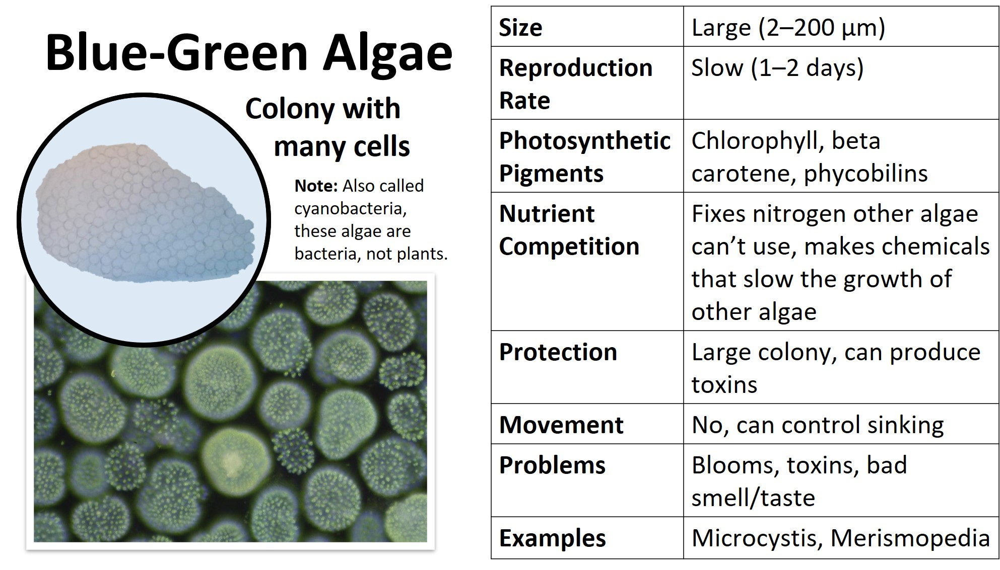 Blue-Green Algae
Colony with
many cells
Note: Also called
cyanobacteria,
these algae are
bacteria, not plants.
Size
Large (2–200 µm)
Reproduction
Rate
Slow (1–2 days)
Photosynthetic
Pigments
Chlorophyll, beta
carotene, phycobilins
Nutrient
Competition
Fixes nitrogen other algae
can’t use, makes chemicals
that slow the growth of
other algae
Protection
Large colony, can produce
toxins
Movement
No, can control sinking
Problems
Blooms, toxins, bad
smell/taste
Examples
Microcystis, Merismopedia